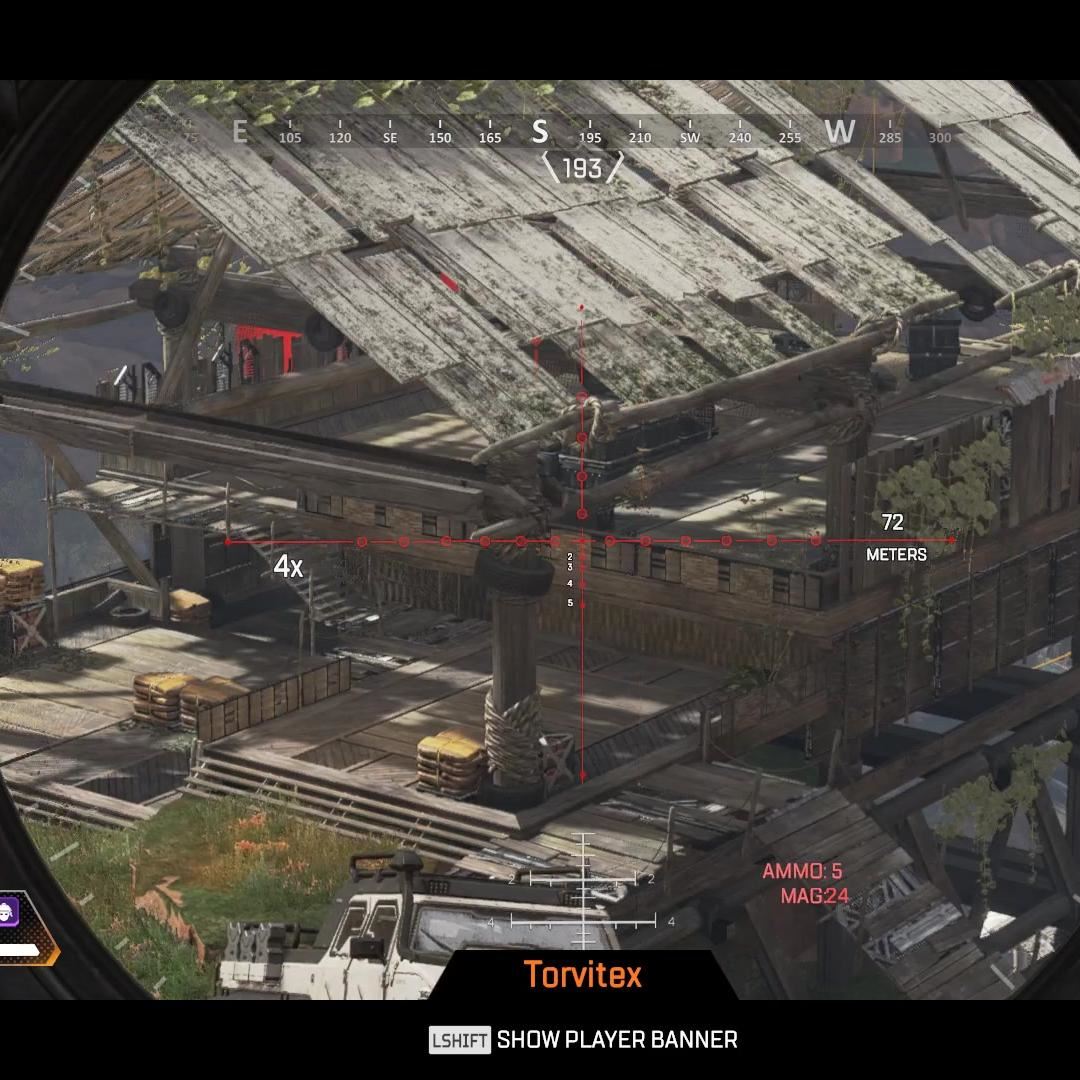 75 E 105 120 SE 150 165 S 195 210 SW 240 255 W 285 300
193
72
METERS
4x
2
3
4
5
AMMO: 5
MAG:24
2 2
4 4
Torvitex
LSHIFT SHOW PLAYER BANNER